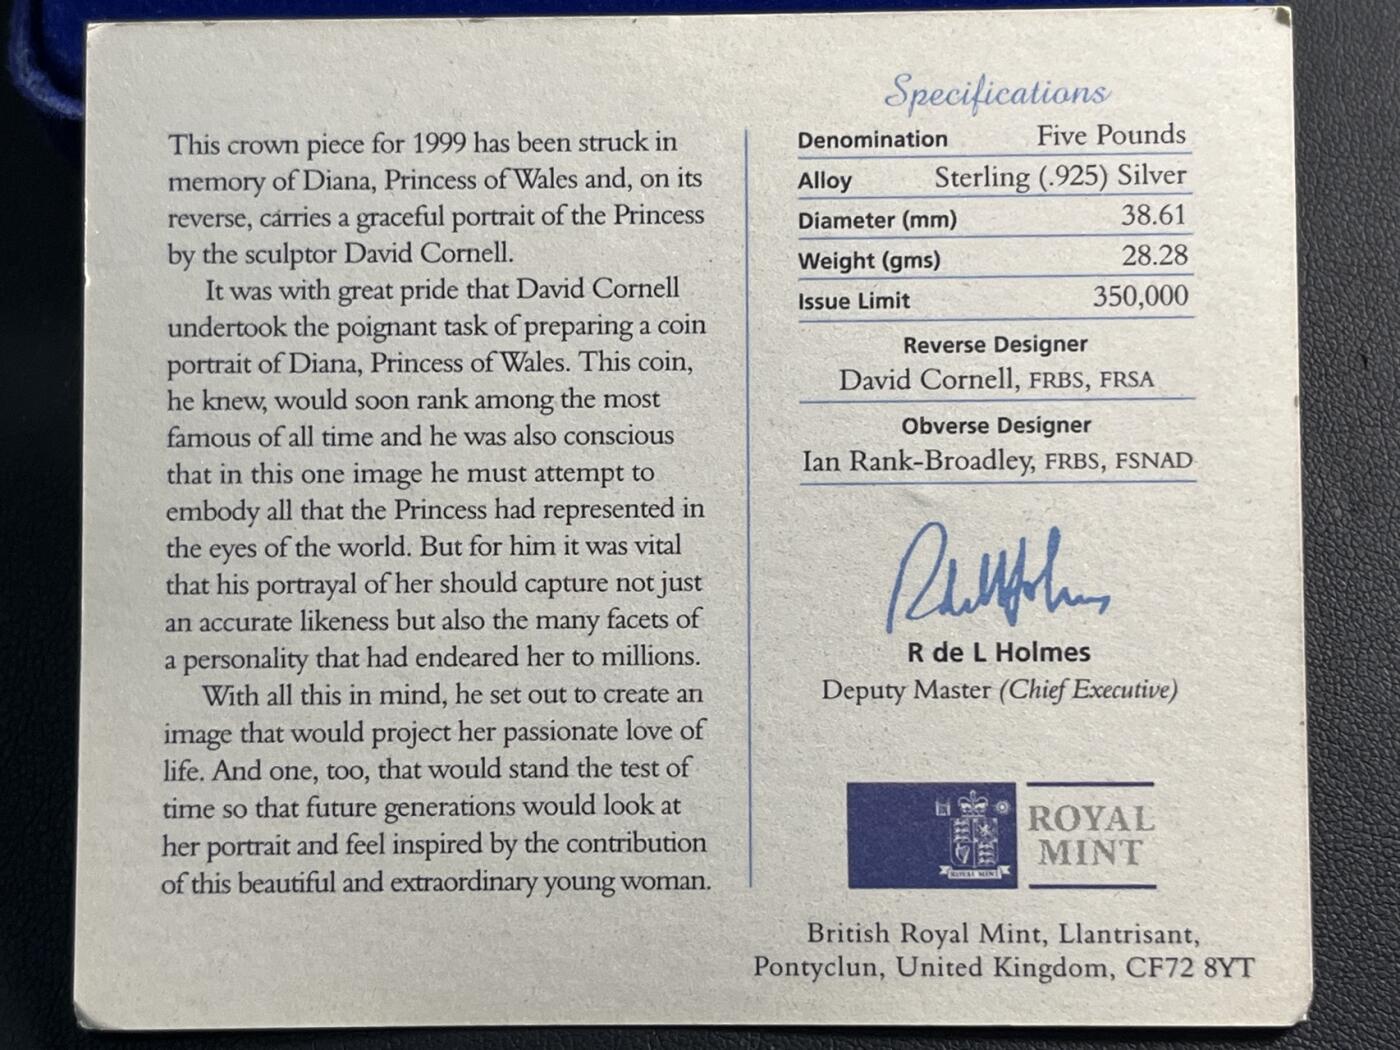 This crown piece for 1999 has been struck in
memory of Diana, Princess of Wales and, on its
reverse, carries a graceful portrait of the Princess
by the sculptor David Cornell.
It was with great pride that David Cornell
undertook the poignant task of preparing a coin
portrait of Diana, Princess of Wales. This coin,
he knew, would soon rank among the most
famous of all time and he was also conscious
that in this one image he must attempt to
embody all that the Princess had represented in
the eyes of the world. But for him it was vital
that his portrayal of her should capture not just
an accurate likeness but also the many facets of
a personality that had endeared her to millions.
With all this in mind, he set out to create an
image that would project her passionate love of
life. And one, too, that would stand the test of
time so that future generations would look at
her portrait and feel inspired by the contribution
of this beautiful and extraordinary young woman.
Specifications
Denomination Five Pounds
Alloy Sterling (.925) Silver
Diameter (mm) 38.61
Weight (gms) 28.28
Issue Limit 350,000
Reverse Designer
David Cornell, FRBS, FRSA
Obverse Designer
Ian Rank-Broadley, FRBS, FSNAD
R de L Holmes
R de L Holmes
Deputy Master (Chief Executive)
ROYAL MINT
ROYAL
MINT
British Royal Mint, Llantrisant,
Pontyclun, United Kingdom, CF72 8YT